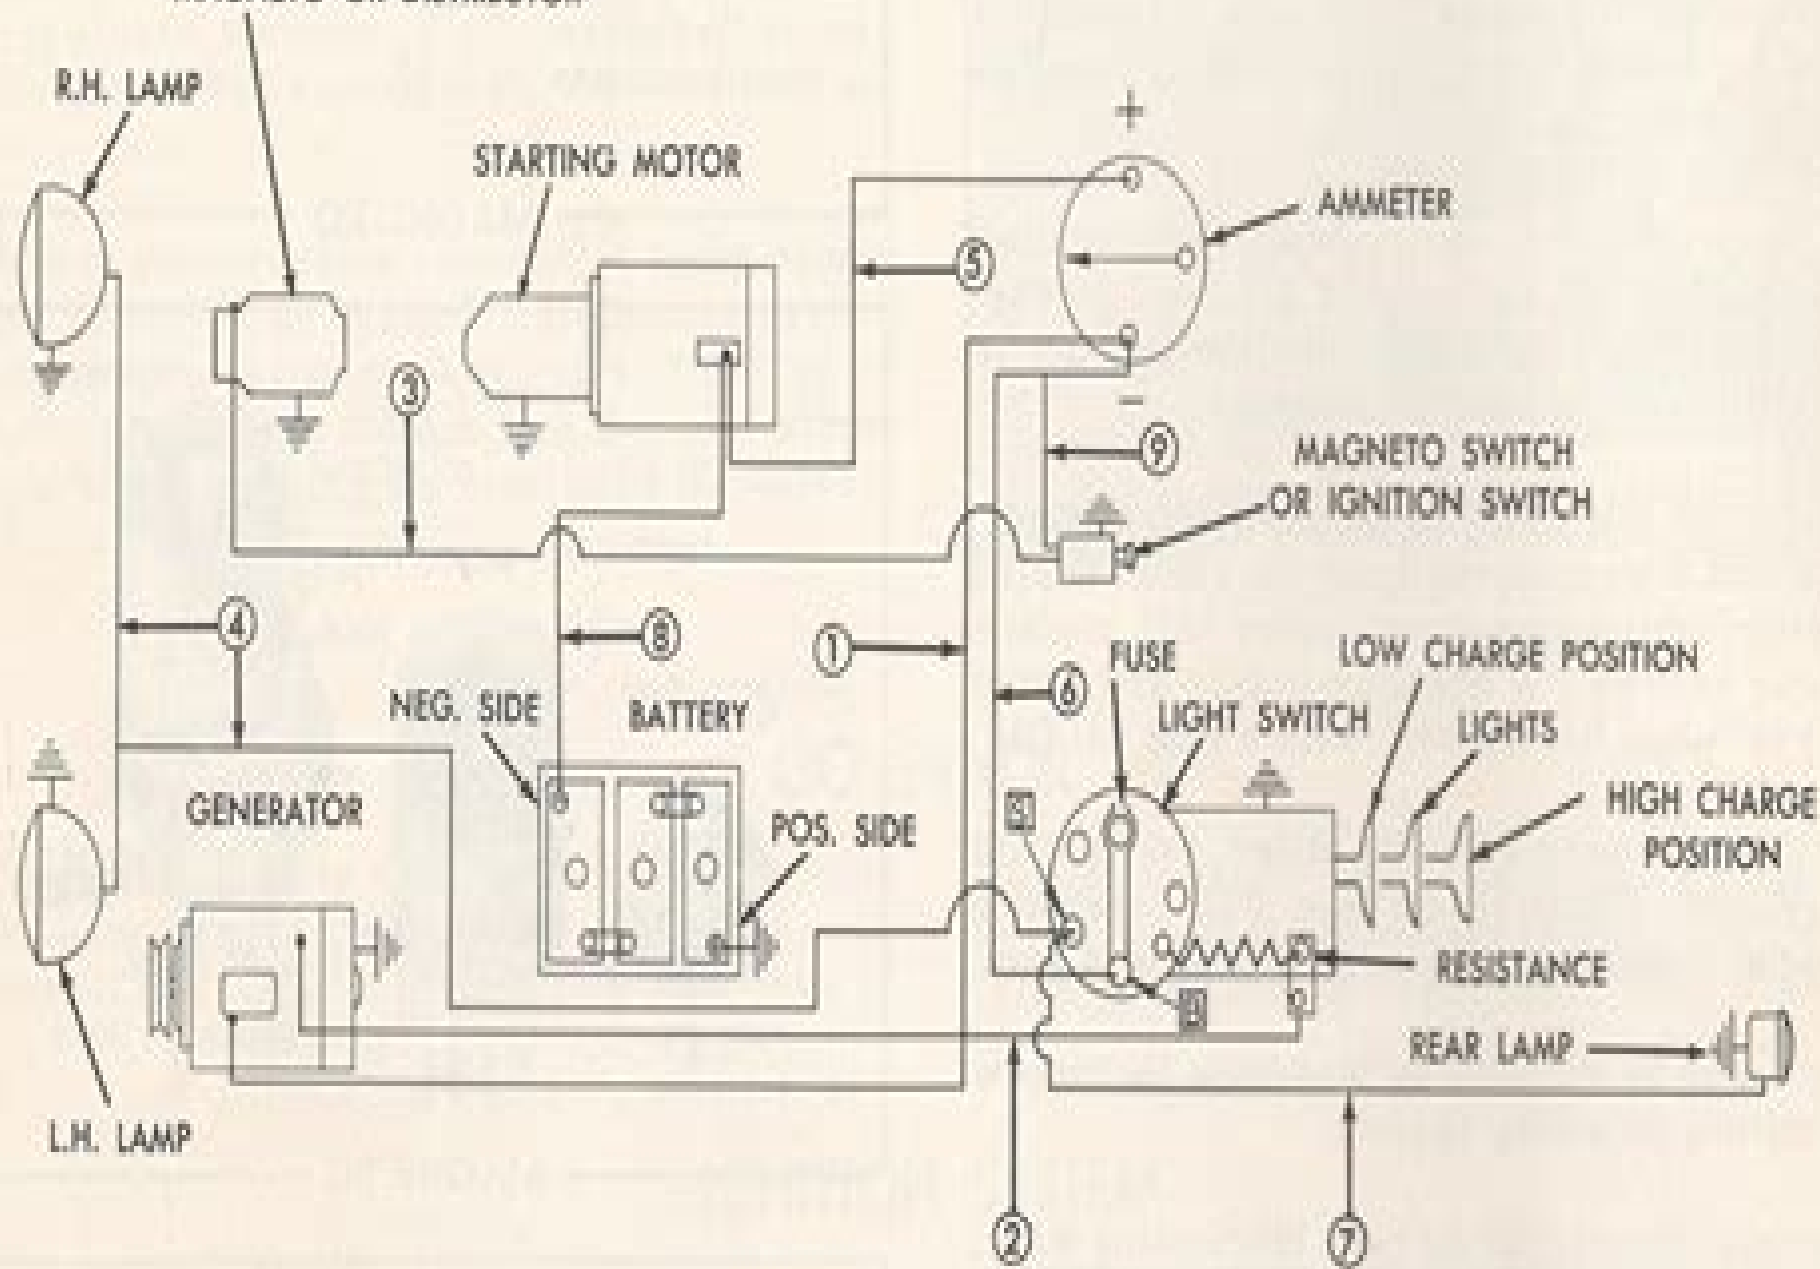 R.H. LAMP
STARTING MOTOR
+
AMMETER
5
3
−
9
MAGNETO SWITCH
OR IGNITION SWITCH
4
8
1
6
FUSE
LOW CHARGE POSITION
NEG. SIDE
BATTERY
LIGHT SWITCH
LIGHTS
GENERATOR
HIGH CHARGE
POSITION
POS. SIDE
RESISTANCE
REAR LAMP
L.H. LAMP
2
7